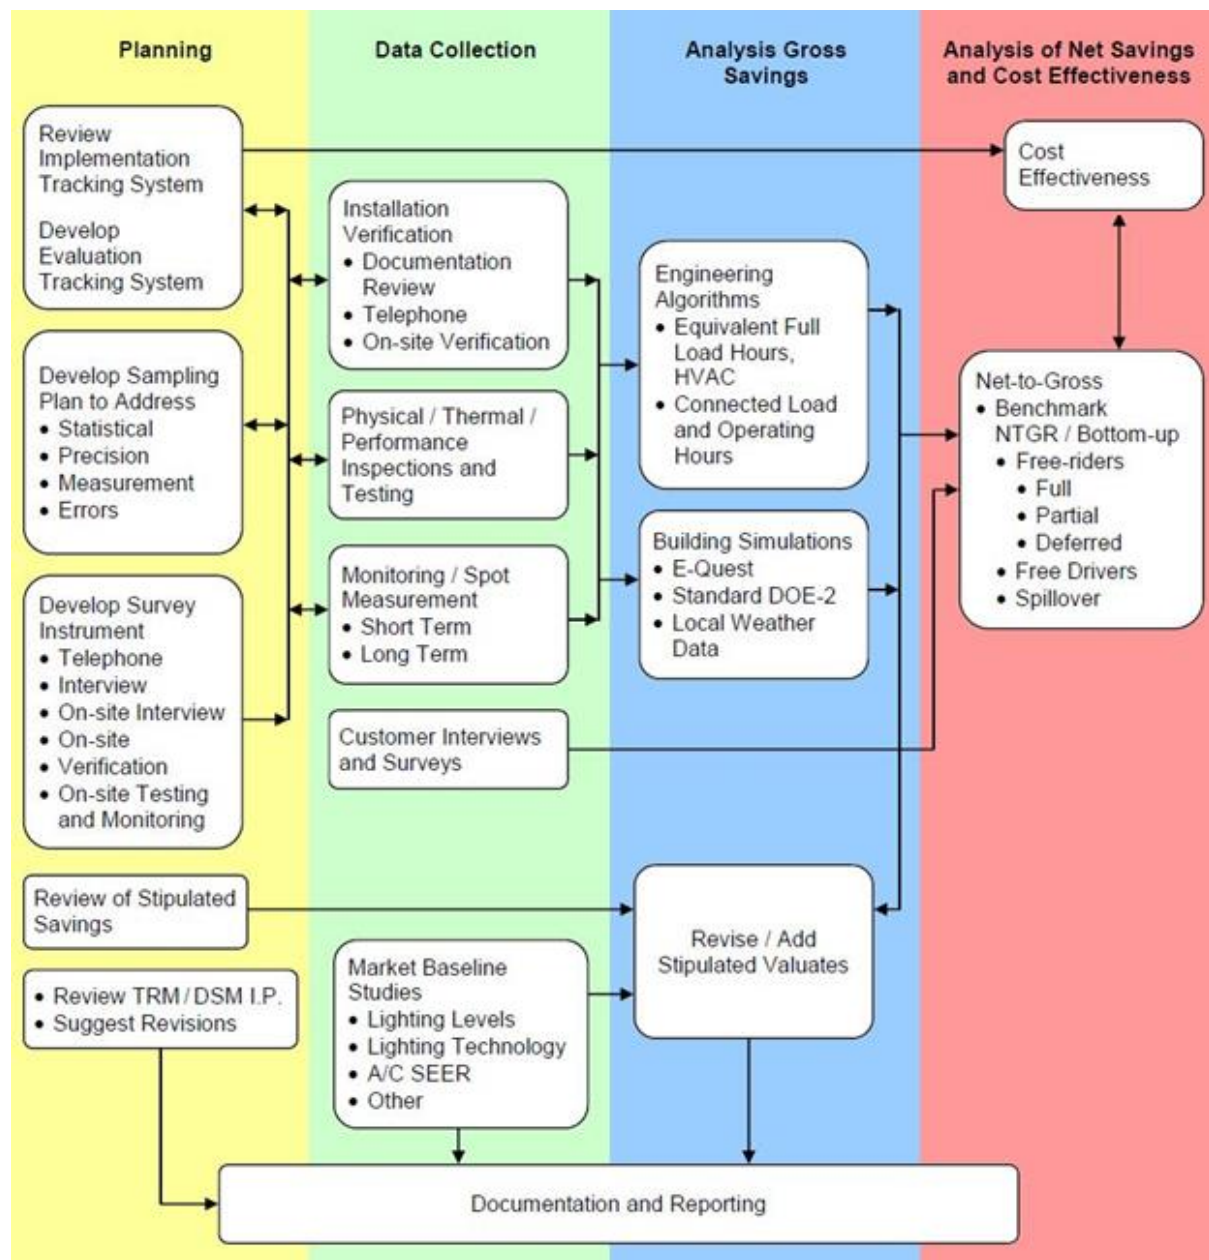 Planning
Data Collection
Analysis Gross
Savings
Analysis of Net Savings
and Cost Effectiveness
Review
Implementation
Tracking System
Develop
Evaluation
Tracking System
Develop Sampling
Plan to Address
• Statistical
• Precision
• Measurement
• Errors
Develop Survey
Instrument
• Telephone
• Interview
• On-site Interview
• On-site
• Verification
• On-site Testing
and Monitoring
Review of Stipulated
Savings
• Review TRM / DSM I.P.
• Suggest Revisions
Installation
Verification
• Documentation
Review
• Telephone
• On-site Verification
Physical / Thermal /
Performance
Inspections and
Testing
Monitoring / Spot
Measurement
• Short Term
• Long Term
Customer Interviews
and Surveys
Market Baseline
Studies
• Lighting Levels
• Lighting Technology
• A/C SEER
• Other
Engineering
Algorithms
• Equivalent Full
Load Hours,
HVAC
• Connected Load
and Operating
Hours
Building Simulations
• E-Quest
• Standard DOE-2
• Local Weather
Data
Revise / Add
Stipulated Valuates
Cost
Effectiveness
Net-to-Gross
• Benchmark
NTGR / Bottom-up
• Free-riders
• Full
• Partial
• Deferred
• Free Drivers
• Spillover
Documentation and Reporting